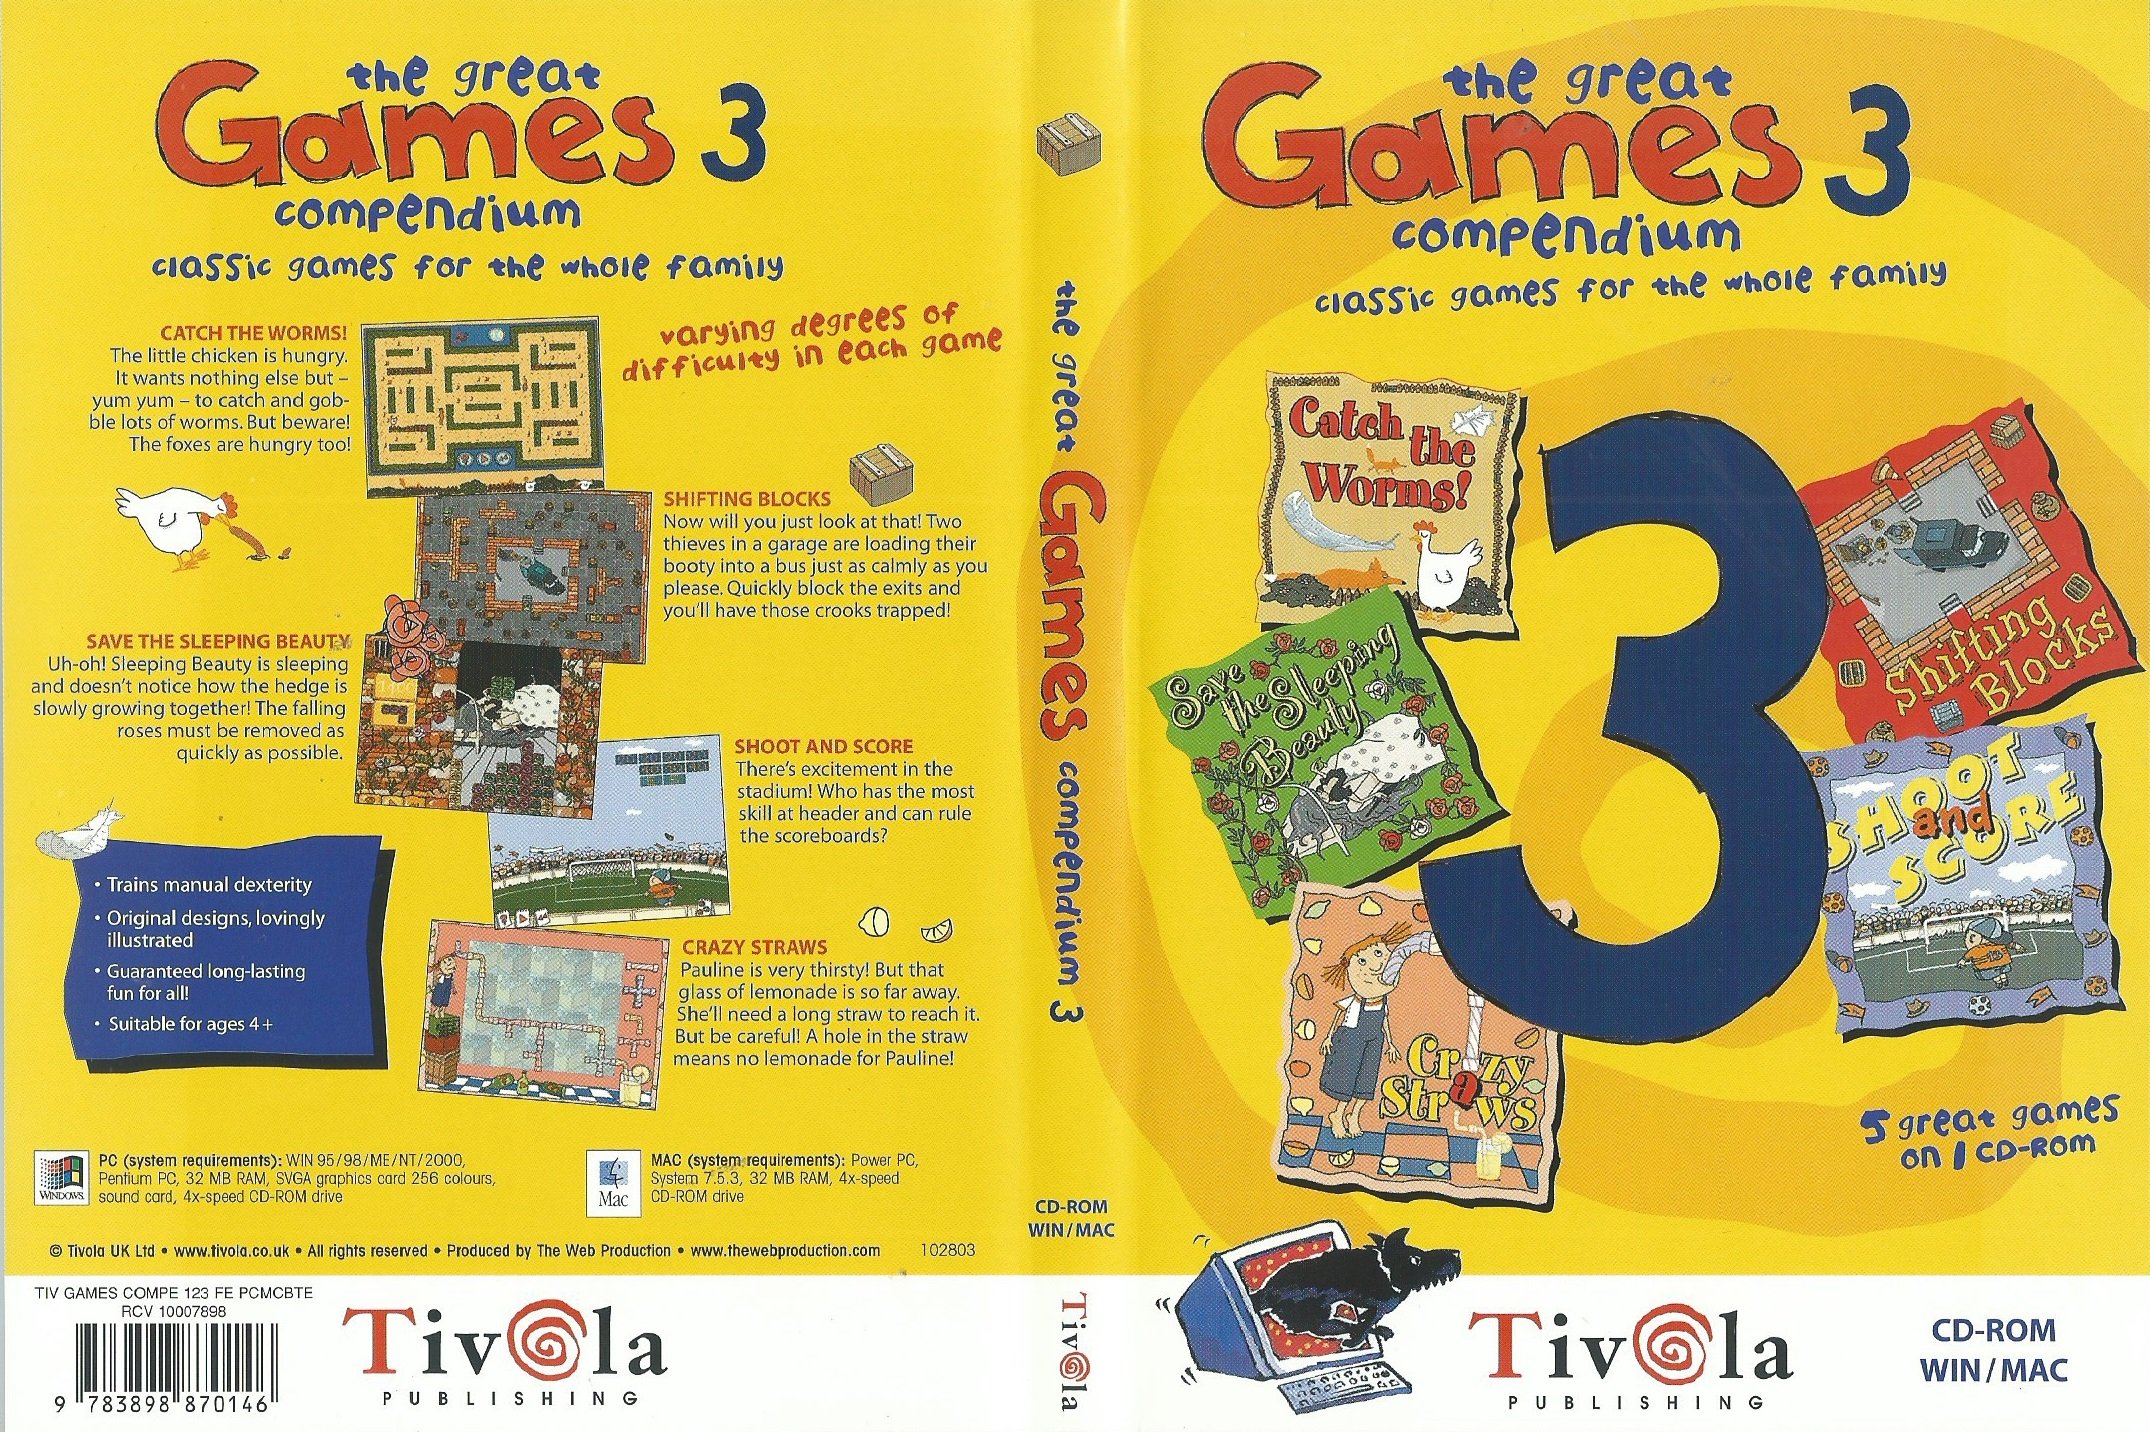 the great
Games 3
compendium
classic games for the whole family
varying degrees of
difficulty in each game
CATCH THE WORMS!
The little chicken is hungry.
It wants nothing else but –
yum yum – to catch and gob-
ble lots of worms. But beware!
The foxes are hungry too!
SHIFTING BLOCKS
Now will you just look at that! Two
thieves in a garage are loading their
booty into a bus just as calmly as you
please. Quickly block the exits and
you'll have those crooks trapped!
SAVE THE SLEEPING BEAUTY
Uh-oh! Sleeping Beauty is sleeping
and doesn't notice how the hedge is
slowly growing together! The falling
roses must be removed as
quickly as possible.
SHOOT AND SCORE
There's excitement in the
stadium! Who has the most
skill at header and can rule
the scoreboards?
• Trains manual dexterity
• Original designs, lovingly
illustrated
• Guaranteed long-lasting
fun for all!
• Suitable for ages 4+
CRAZY STRAWS
Pauline is very thirsty! But that
glass of lemonade is so far away.
She'll need a long straw to reach it.
But be careful! A hole in the straw
means no lemonade for Pauline!
WINDOWS
PC (system requirements): WIN 95/98/ME/NT/2000,
Pentium PC, 32 MB RAM, SVGA graphics card 256 colours,
sound card, 4x-speed CD-ROM drive
Mac
MAC (system requirements): Power PC,
System 7.5.3, 32 MB RAM, 4x-speed
CD-ROM drive
© Tivola UK Ltd • www.tivola.co.uk • All rights reserved • Produced by The Web Production • www.thewebproduction.com 102803
TIV GAMES COMPE 123 FE PCMCBTE
RCV 10007898
9 783898 870146
Tivola
PUBLISHING
the great Games compendium 3
CD-ROM
WIN/MAC
Tivola
the great
Games 3
compendium
classic games for the whole family
Catch the
Worms!
3
Shifting
Blocks
Save
the Sleeping
Beauty
SHOOT
and
SCORE
Crazy
Straws
5 great games
on 1 CD-ROM
Tivola
PUBLISHING
CD-ROM
WIN/MAC